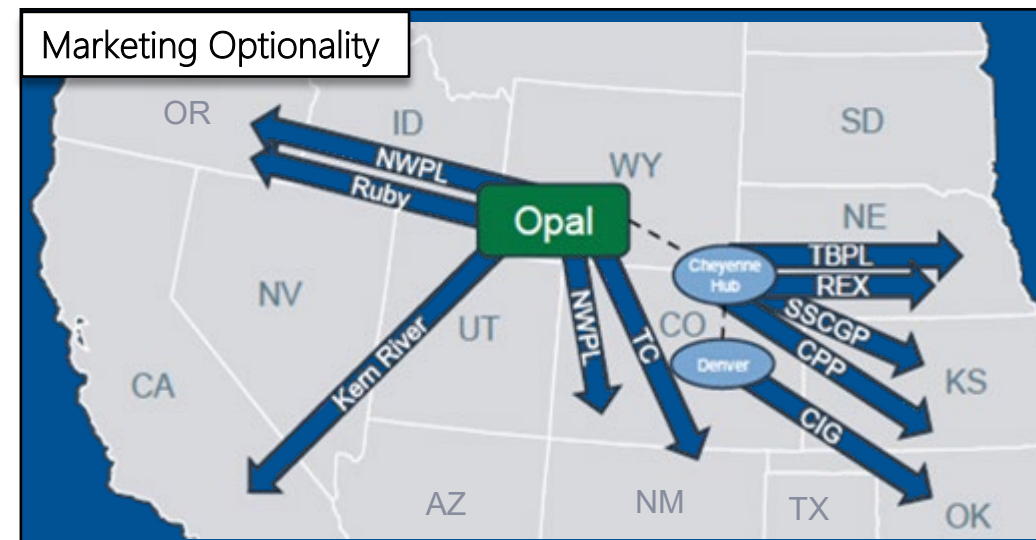 Marketing Optionality
OR
ID
SD
WY
NWPL
Ruby
Opal
NE
Cheyenne
Hub
TBPL
REX
NV
UT
NWPL
TC
CO
SSCGP
CPP
Kern River
Denver
CA
KS
CIG
AZ
NM
TX
OK